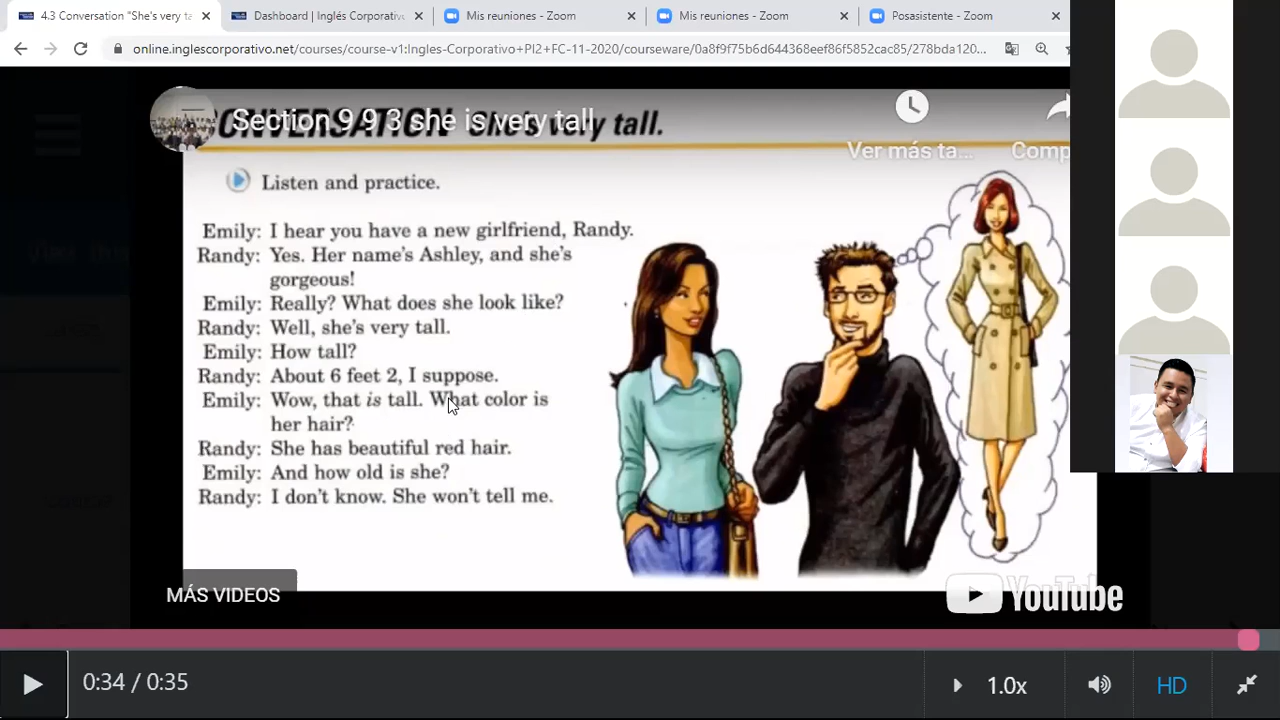 4.3 Conversation "She's very ta
Dashboard | Inglés Corporativo
Mis reuniones - Zoom
Mis reuniones - Zoom
Posasistente - Zoom
online.inglescorporativo.net/courses/course-v1:Ingles-Corporativo+PI2+FC-11-2020/courseware/0a8f9f75f6d644368eef86f5852cac85/278bda120...
CONVERSATION She's very tall.
Section 9 9 3 she is very tall
Ver más ta...
Comp
Listen and practice.
Emily: I hear you have a new girlfriend, Randy.
Randy: Yes. Her name's Ashley, and she's
gorgeous!
Emily: Really? What does she look like?
Randy: Well, she's very tall.
Emily: How tall?
Randy: About 6 feet 2, I suppose.
Emily: Wow, that is tall. What color is
her hair?
Randy: She has beautiful red hair.
Emily: And how old is she?
Randy: I don't know. She won't tell me.
MÁS VIDEOS
YouTube
0:34 / 0:35
1.0x
HD